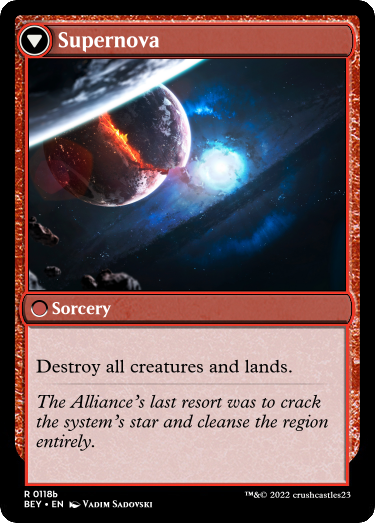 Supernova
Sorcery
Destroy all creatures and lands.
The Alliance's last resort was to crack
the system's star and cleanse the region
entirely.
R 0118b
BEY • EN Vadim Sadovski
™&© 2022 crushcastles23